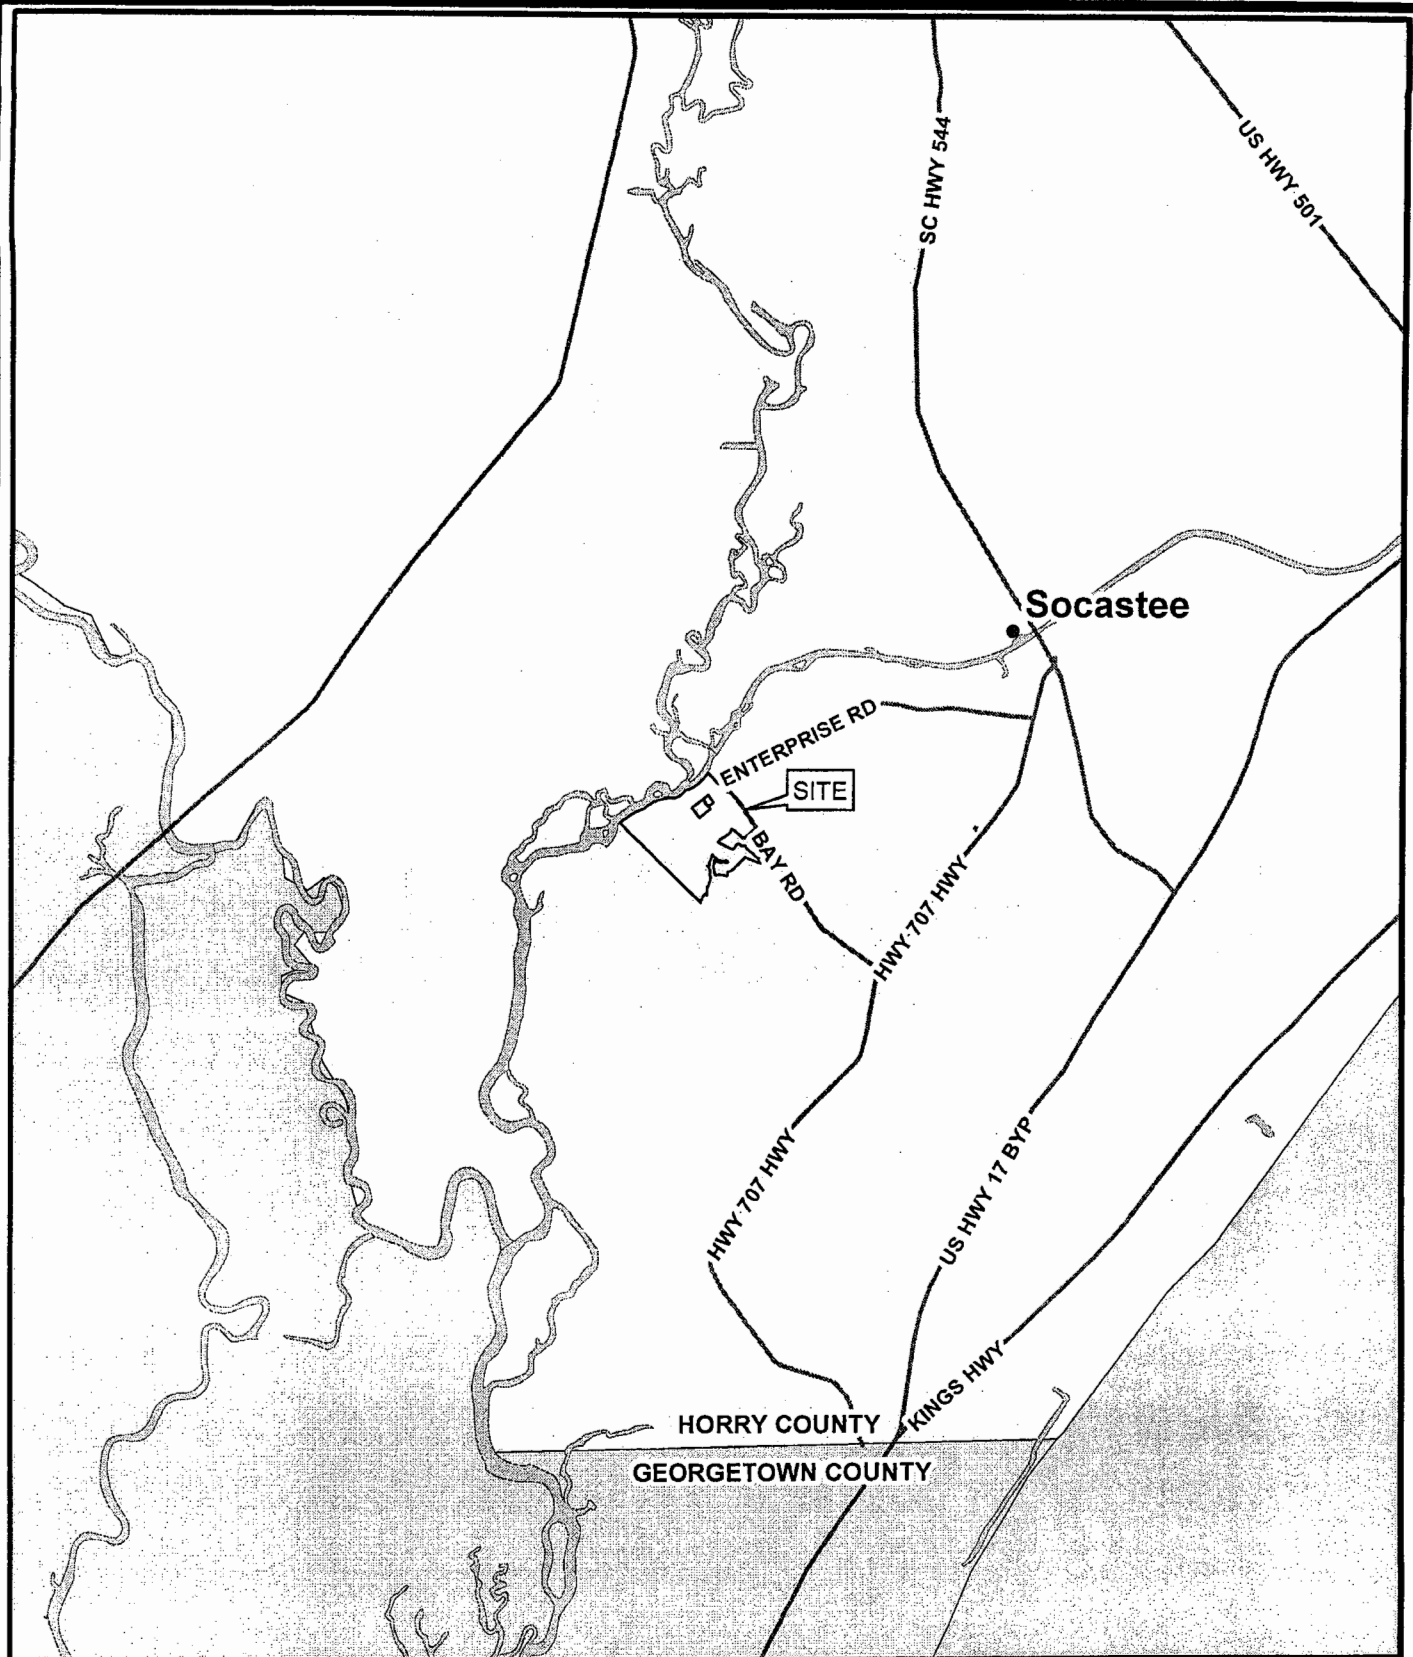 SC HWY 544
US HWY 501
Socastee
ENTERPRISE RD
SITE
BAY RD
HWY 707 HWY
HWY 707 HWY
US HWY 17 BYP
KINGS HWY
HORRY COUNTY
GEORGETOWN COUNTY